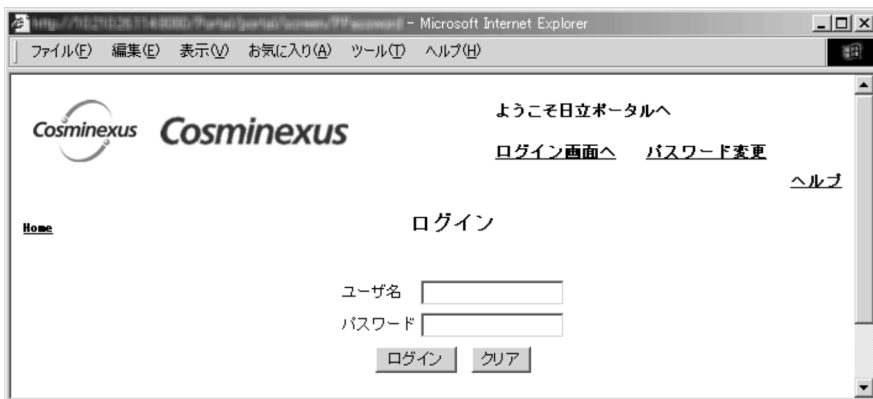 - Microsoft Internet Explorer
ファイル(F) 編集(E) 表示(V) お気に入り(A) ツール(T) ヘルプ(H)
Cosminexus Cosminexus
ようこそ日立ポータルへ
ログイン画面へ パスワード変更
ヘルプ
Home
ログイン
ユーザ名
パスワード
ログイン クリア